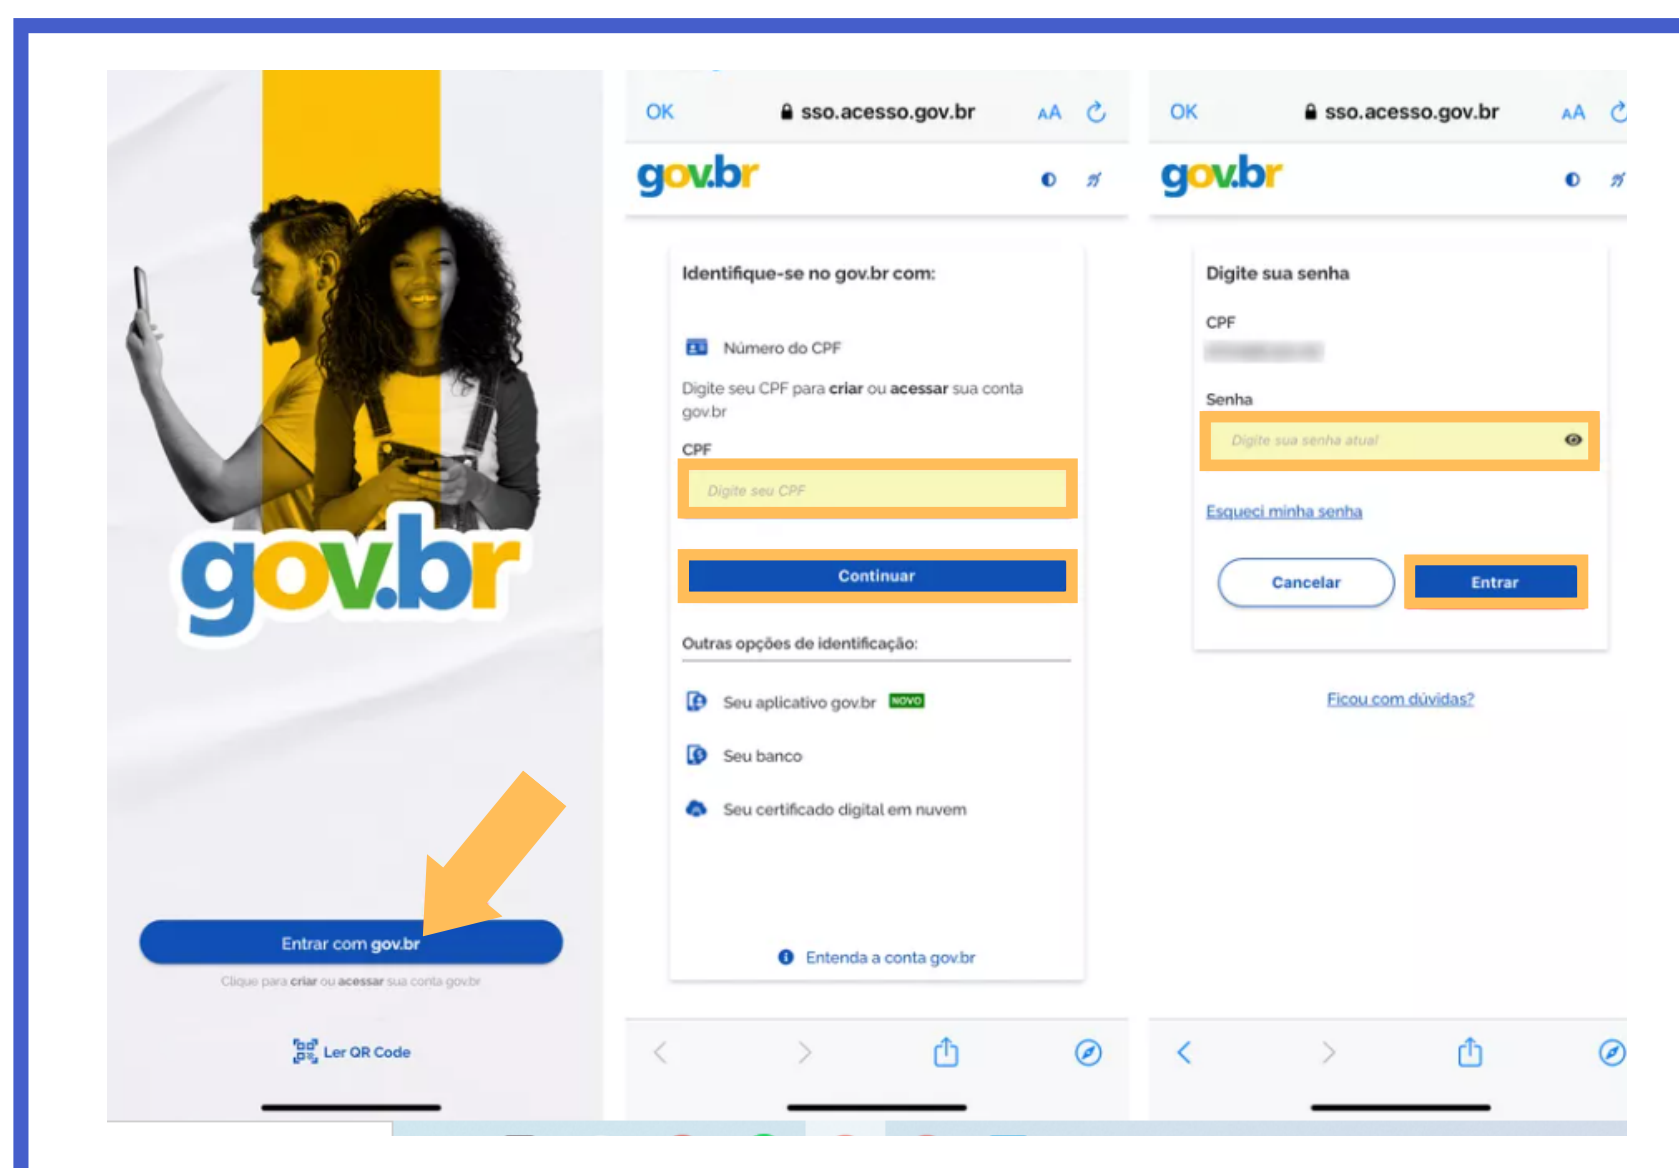 gov.br
Entrar com gov.br
Clique para criar ou acessar sua conta gov.br
Ler QR Code
OK
sso.acesso.gov.br
AA
gov.br
Identifique-se no gov.br com:
Número do CPF
Digite seu CPF para criar ou acessar sua conta
gov.br
CPF
Digite seu CPF
Continuar
Outras opções de identificação:
Seu aplicativo gov.br NOVO
Seu banco
Seu certificado digital em nuvem
Entenda a conta gov.br
OK
sso.acesso.gov.br
AA
gov.br
Digite sua senha
CPF
Senha
Digite sua senha atual
Esqueci minha senha
Cancelar
Entrar
Ficou com dúvidas?